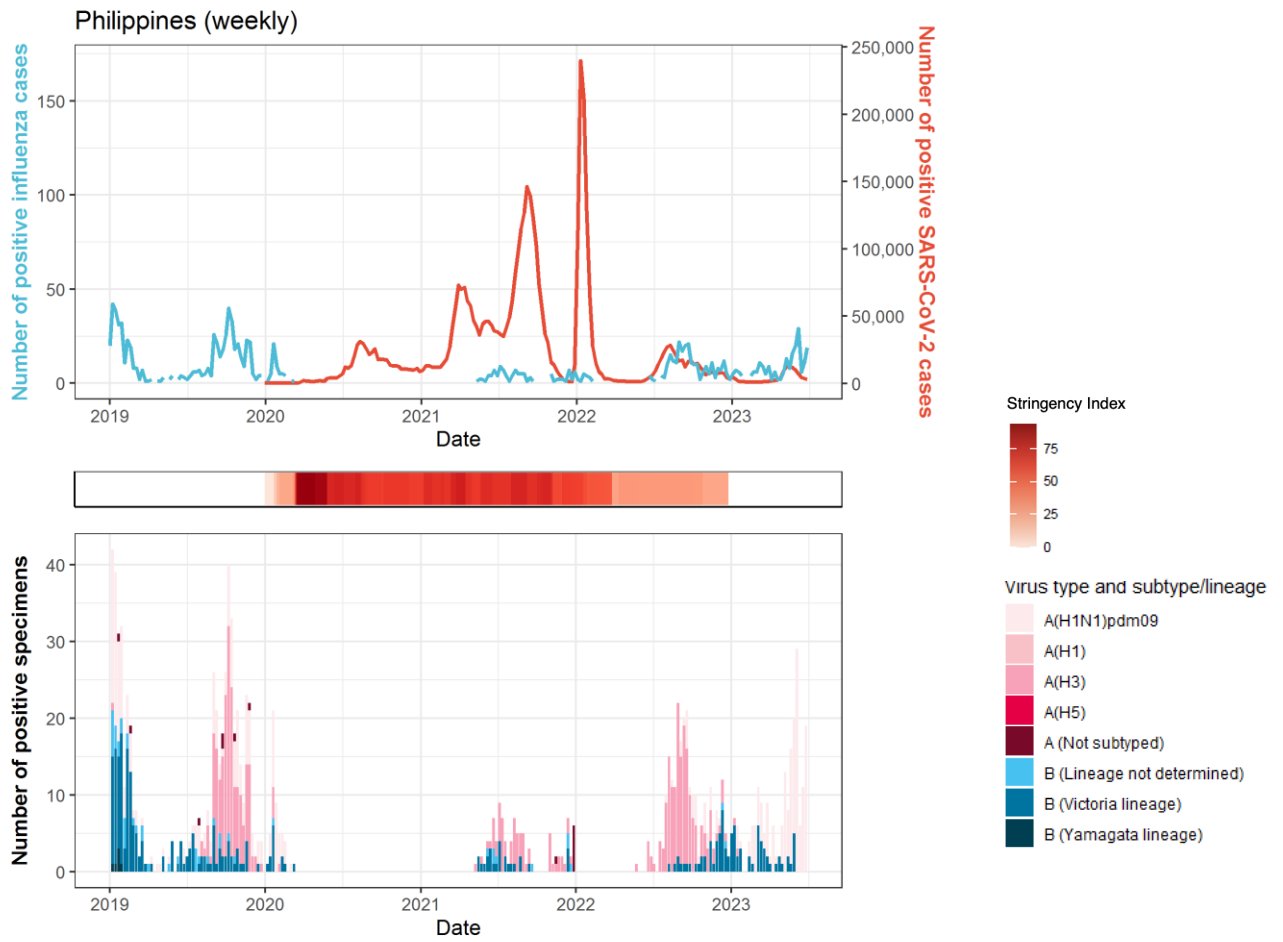 Philippines (weekly)
Number of positive influenza cases
150
100
50
0
250,000
200,000
150,000
100,000
50,000
0
Number of positive SARS-CoV-2 cases
2019 2020 2021 2022 2023
Date
Number of positive specimens
40
30
20
10
0
2019 2020 2021 2022 2023
Date
Stringency Index
75
50
25
0
Virus type and subtype/lineage
A(H1N1)pdm09
A(H1)
A(H3)
A(H5)
A (Not subtyped)
B (Lineage not determined)
B (Victoria lineage)
B (Yamagata lineage)